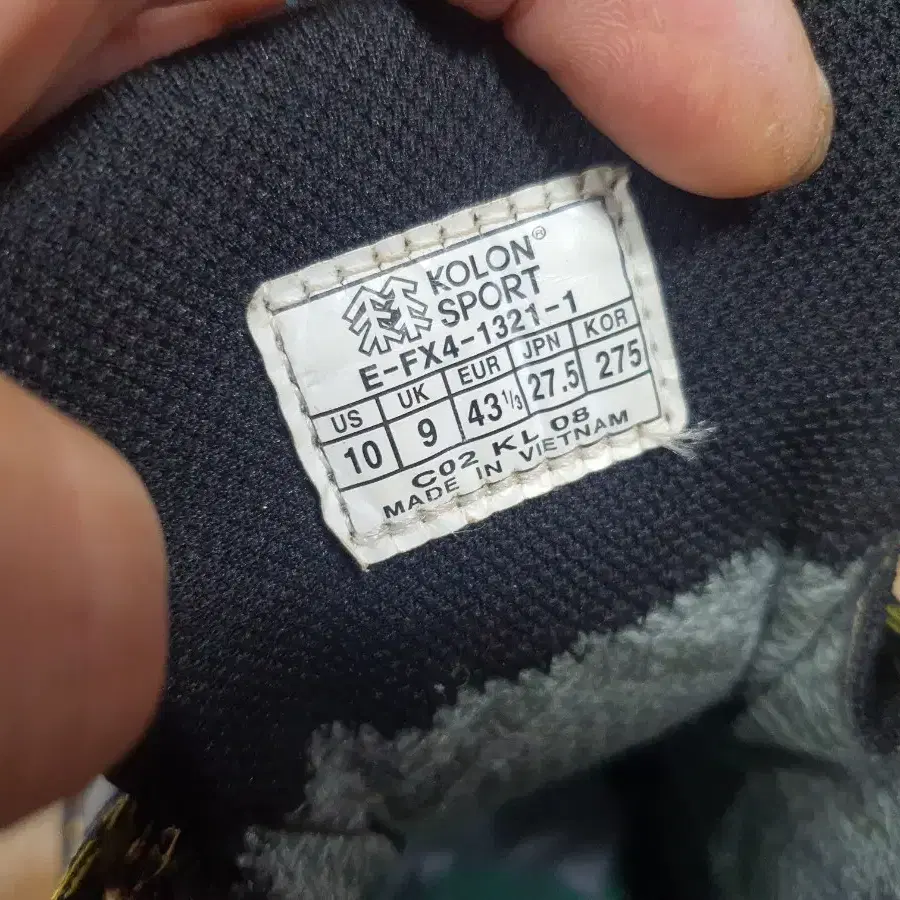 KOLON®
SPORT
E-FX4-1321-1
US UK EUR JPN KOR
10 9 43 1/3 27.5 275
C02 KL 08
MADE IN VIETNAM